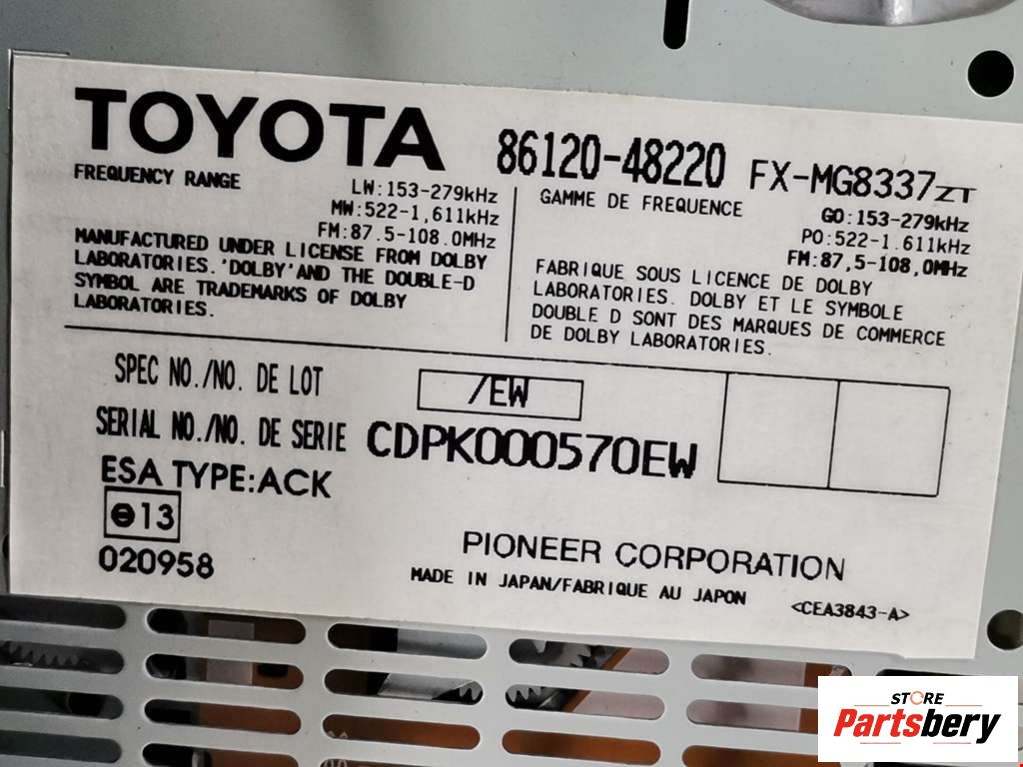 TOYOTA 86120-48220 FX-MG8337ZT
FREQUENCY RANGE
LW:153-279kHz
MW:522-1,611kHz
FM:87.5-108.0MHz
MANUFACTURED UNDER LICENSE FROM DOLBY
LABORATORIES. 'DOLBY' AND THE DOUBLE-D
SYMBOL ARE TRADEMARKS OF DOLBY
LABORATORIES.
GAMME DE FREQUENCE
GO:153-279kHz
PO:522-1.611kHz
FM:87,5-108,0MHz
FABRIQUE SOUS LICENCE DE DOLBY
LABORATORIES. DOLBY ET LE SYMBOLE
DOUBLE D SONT DES MARQUES DE COMMERCE
DE DOLBY LABORATORIES.
SPEC NO./NO. DE LOT /EW
SERIAL NO./NO. DE SERIE CDPK000570EW
ESA TYPE:ACK
e13
020958
PIONEER CORPORATION
MADE IN JAPAN/FABRIQUE AU JAPON
<CEA3843-A>
STORE
Partsbery